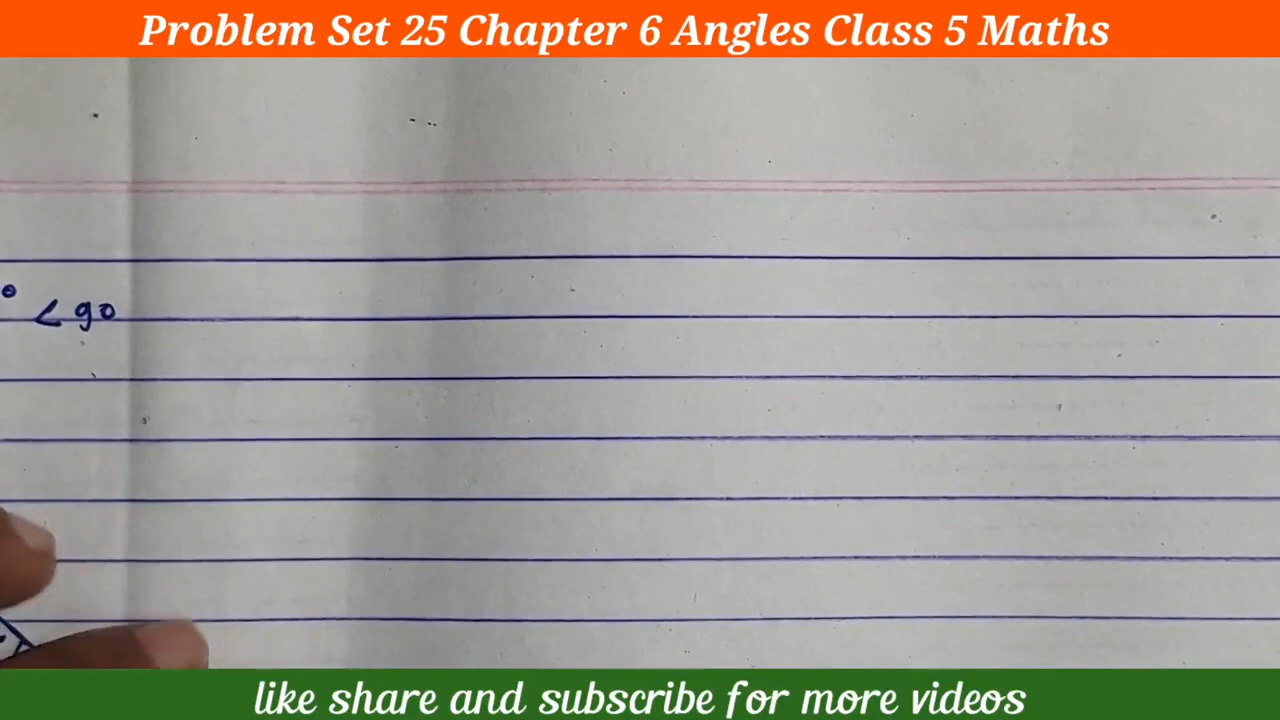 Problem Set 25 Chapter 6 Angles Class 5 Maths
° < 90
like share and subscribe for more videos